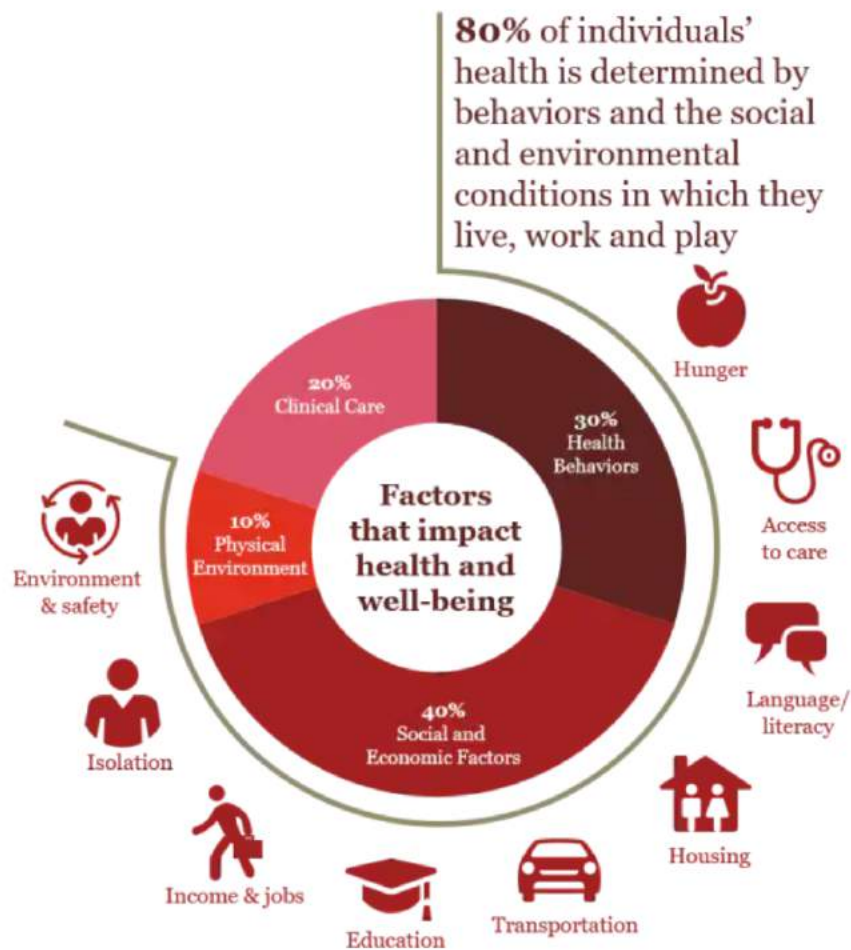 80% of individuals'
health is determined by
behaviors and the social
and environmental
conditions in which they
live, work and play
Hunger
20%
Clinical Care
30%
Health
Behaviors
Factors
that impact
health and
well-being
10%
Physical
Environment
Access
to care
Environment
& safety
Language/
literacy
40%
Social and
Economic Factors
Isolation
Housing
Income & jobs
Transportation
Education